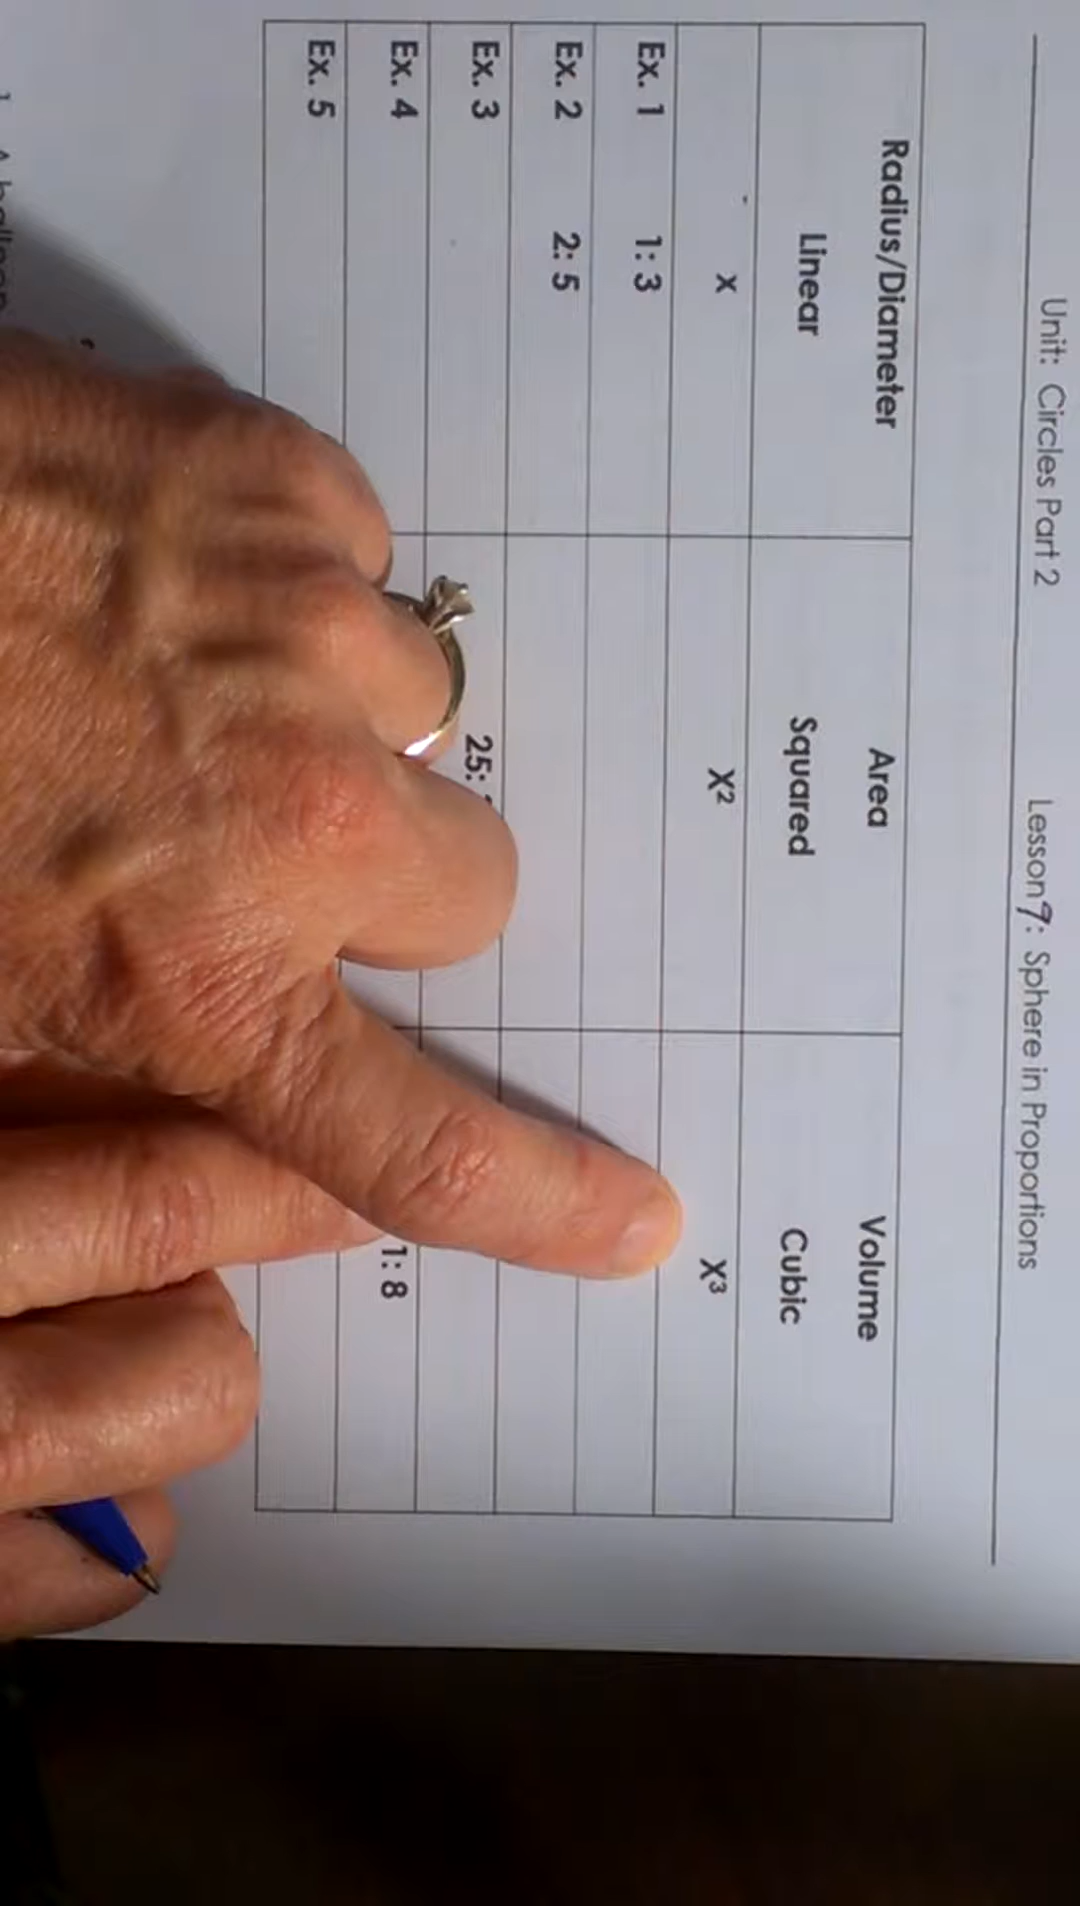 Unit: Circles Part 2 Lesson 9: Sphere in Proportions
Radius/Diameter Area Volume
Linear Squared Cubic
x X² X³
Ex. 1 1: 3
Ex. 2 2: 5
Ex. 3 25:
Ex. 4 1: 8
Ex. 5